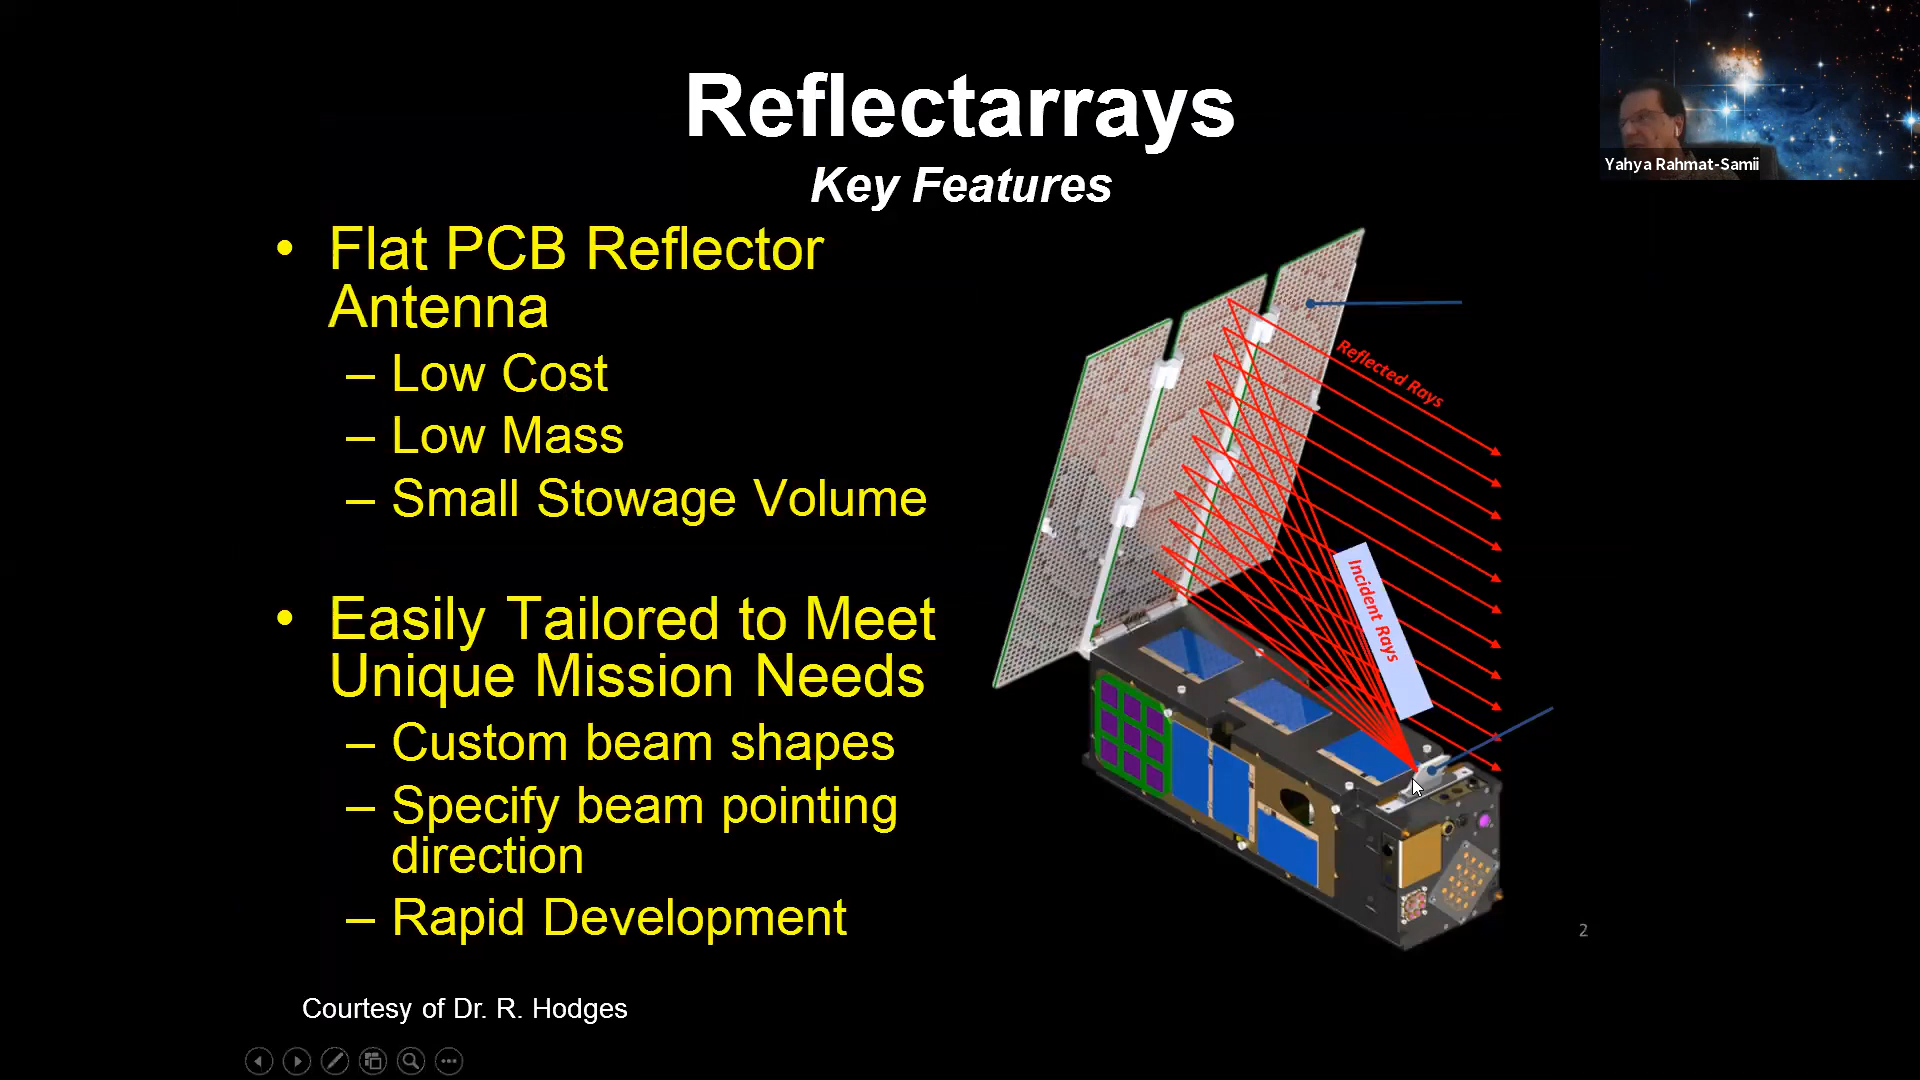 Reflectarrays
Key Features
Yahya Rahmat-Samii
• Flat PCB Reflector
Antenna
– Low Cost
– Low Mass
– Small Stowage Volume
• Easily Tailored to Meet
Unique Mission Needs
– Custom beam shapes
– Specify beam pointing
direction
– Rapid Development
Reflected Rays
Incident Rays
2
Courtesy of Dr. R. Hodges